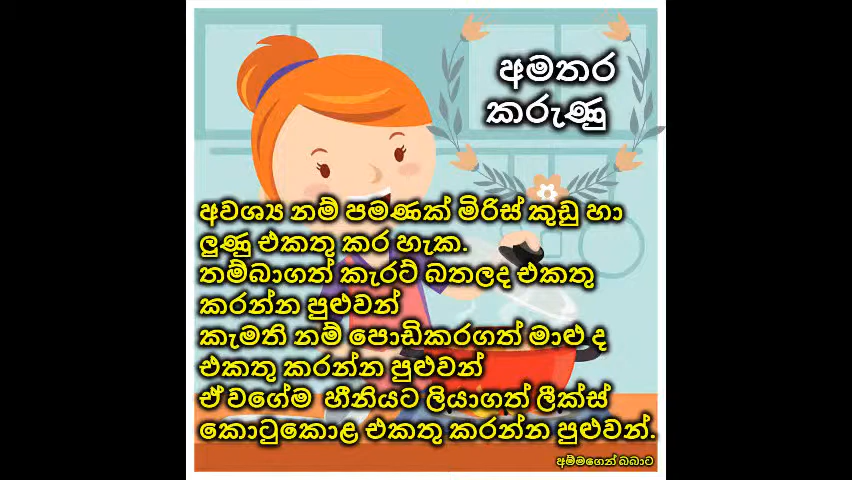 අමතර
කරුණු
අවශ්‍ය නම් පමණක් මිරිස් කුඩු හා
ලුණු එකතු කර හැක.
තම්බාගත් කැරට් බතලද එකතු
කරන්න පුළුවන්
කැමති නම් පොඩිකරගත් මාළු ද
එකතු කරන්න පුළුවන්
ඒ වගේම හීනියට ලියාගත් ලීක්ස්
කොටුකොළ එකතු කරන්න පුළුවන්.
අම්මගෙන් බබාට